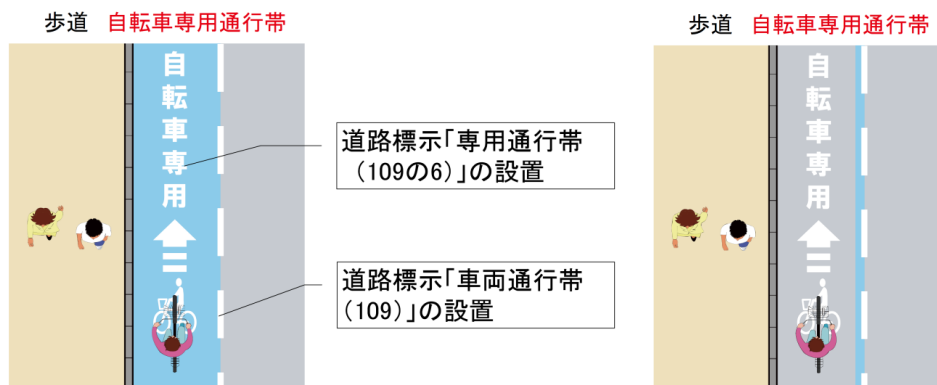 歩道 自転車専用通行帯
自転車専用
道路標示「専用通行帯
（109の6）」の設置
道路標示「車両通行帯
（109）」の設置
歩道 自転車専用通行帯
自転車専用